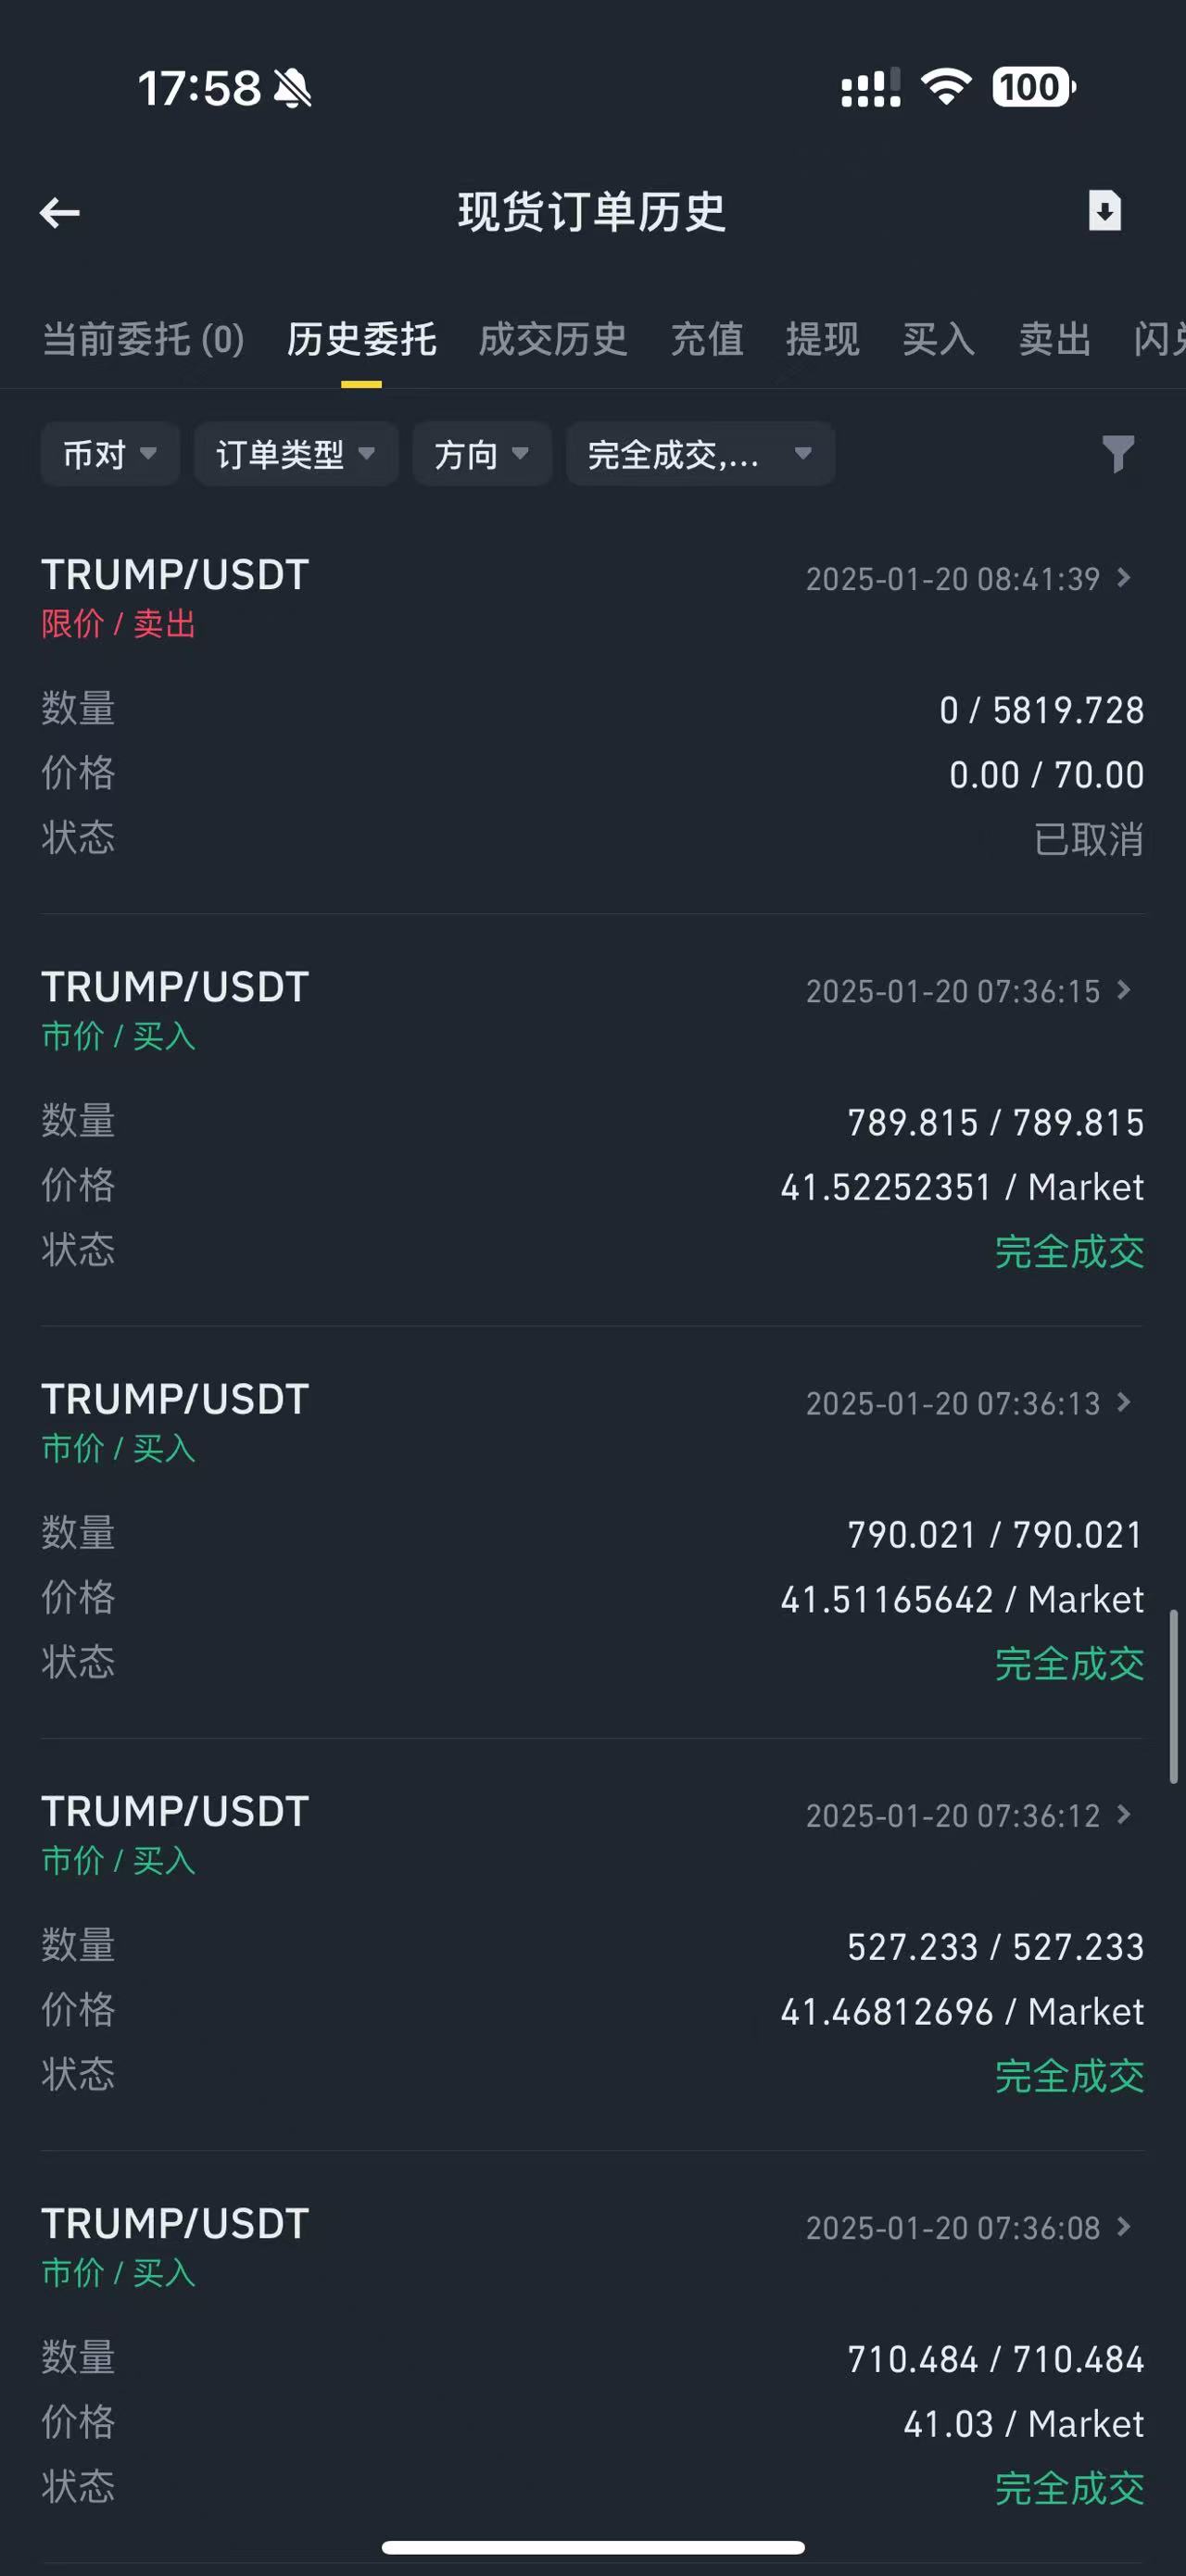 17:58
100
现货订单历史
当前委托 (0) 历史委托 成交历史 充值 提现 买入 卖出 闪
币对 订单类型 方向 完全成交,...
TRUMP/USDT 2025-01-20 08:41:39
限价 / 卖出
数量 0 / 5819.728
价格 0.00 / 70.00
状态 已取消
TRUMP/USDT 2025-01-20 07:36:15
市价 / 买入
数量 789.815 / 789.815
价格 41.52252351 / Market
状态 完全成交
TRUMP/USDT 2025-01-20 07:36:13
市价 / 买入
数量 790.021 / 790.021
价格 41.51165642 / Market
状态 完全成交
TRUMP/USDT 2025-01-20 07:36:12
市价 / 买入
数量 527.233 / 527.233
价格 41.46812696 / Market
状态 完全成交
TRUMP/USDT 2025-01-20 07:36:08
市价 / 买入
数量 710.484 / 710.484
价格 41.03 / Market
状态 完全成交